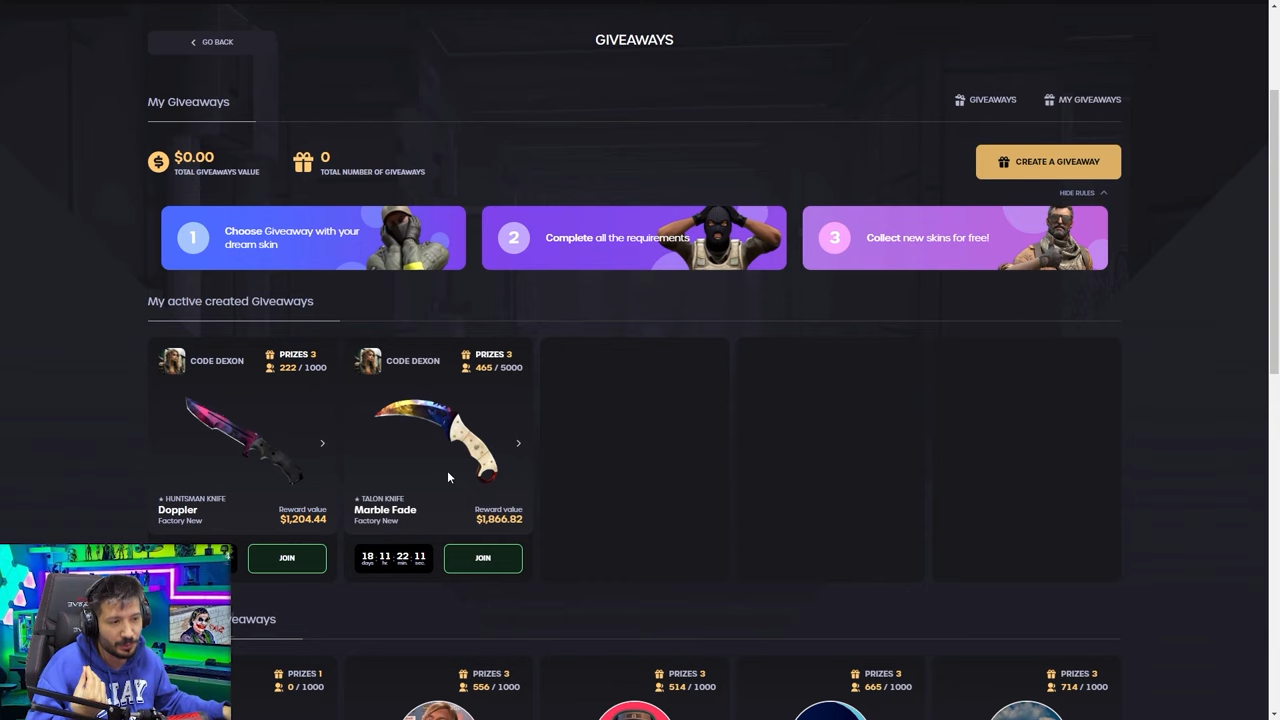 GO BACK
GIVEAWAYS
My Giveaways
GIVEAWAYS
MY GIVEAWAYS
$0.00
TOTAL GIVEAWAYS VALUE
0
TOTAL NUMBER OF GIVEAWAYS
CREATE A GIVEAWAY
HIDE RULES
1
Choose Giveaway with your
dream skin
2
Complete all the requirements
3
Collect new skins for free!
My active created Giveaways
CODE DEXON
PRIZES 3
222 / 1000
★ HUNTSMAN KNIFE
Doppler
Factory New
Reward value
$1,204.44
JOIN
CODE DEXON
PRIZES 3
465 / 5000
★ TALON KNIFE
Marble Fade
Factory New
Reward value
$1,866.82
18 : 11 : 22 : 11
days hr min. sec.
JOIN
PRIZES 1
0 / 1000
PRIZES 3
556 / 1000
PRIZES 3
514 / 1000
PRIZES 3
665 / 1000
PRIZES 3
714 / 1000